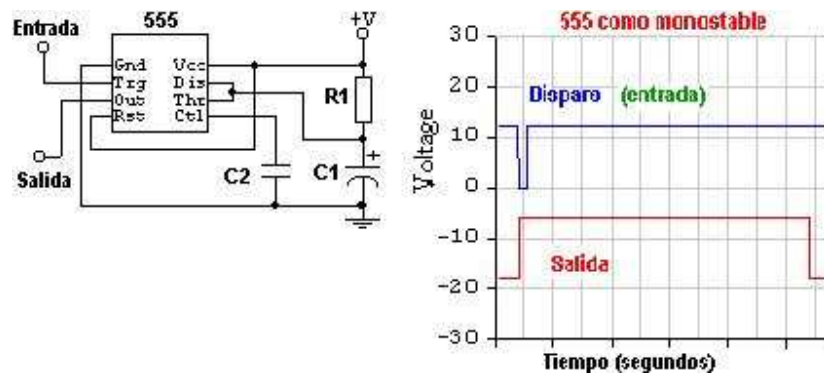 Entrada
555
+V
Gnd Vcc
Trg Dis
Out Thr
Rst Ctl
R1
Salida
C2
C1
+
555 como monostable
30
20
10
0
-10
-20
-30
Voltage
Disparo (entrada)
Salida
Tiempo (segundos)